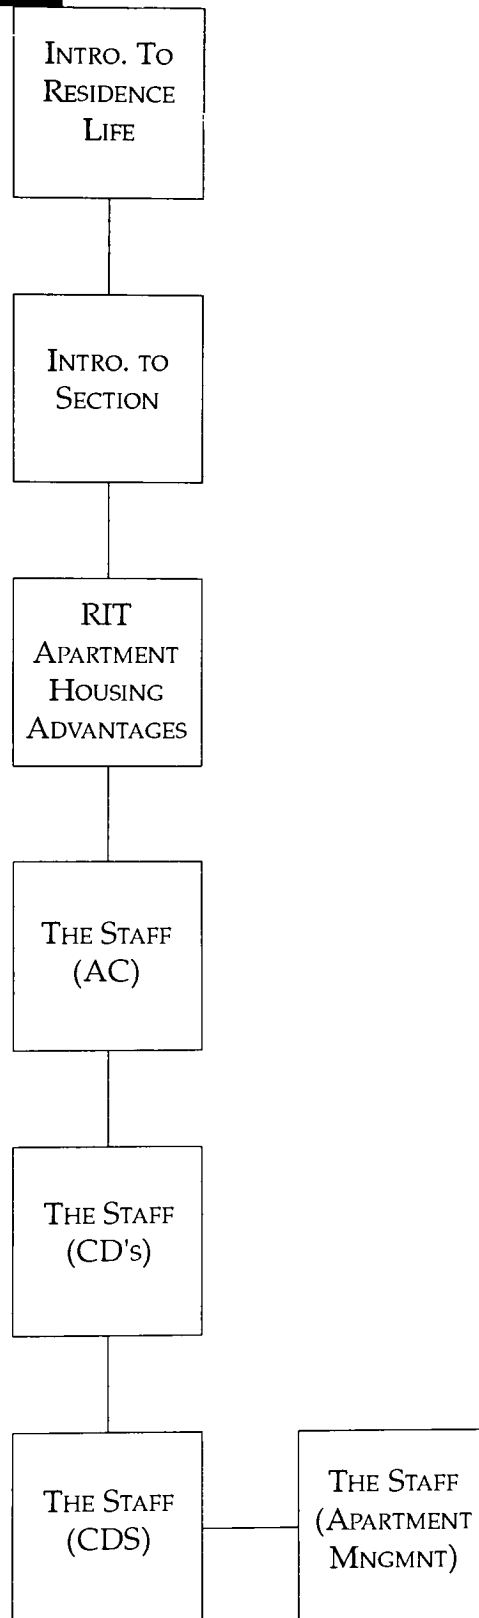 INTRO. TO
RESIDENCE
LIFE
INTRO. TO
SECTION
RIT
APARTMENT
HOUSING
ADVANTAGES
THE STAFF
(AC)
THE STAFF
(CD's)
THE STAFF
(CDS)
THE STAFF
(APARTMENT
MNGMNT)